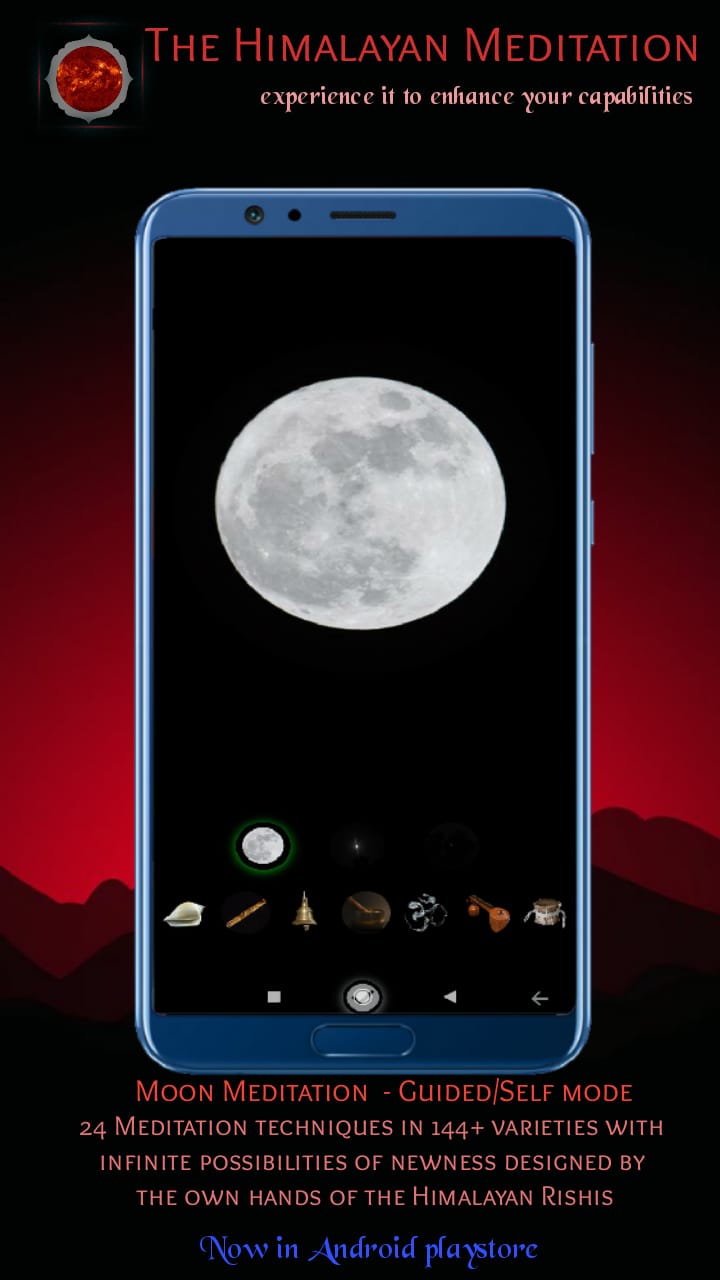 The Himalayan Meditation
experience it to enhance your capabilities
Moon Meditation - Guided/Self mode
24 Meditation techniques in 144+ varieties with
infinite possibilities of newness designed by
the own hands of the Himalayan Rishis
Now in Android playstore